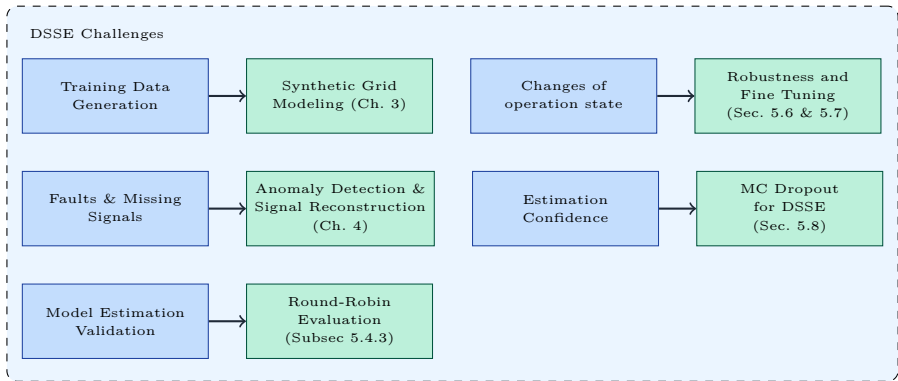 DSSE Challenges
Training Data
Generation
Synthetic Grid
Modeling (Ch. 3)
Changes of
operation state
Robustness and
Fine Tuning
(Sec. 5.6 & 5.7)
Faults & Missing
Signals
Anomaly Detection &
Signal Reconstruction
(Ch. 4)
Estimation
Confidence
MC Dropout
for DSSE
(Sec. 5.8)
Model Estimation
Validation
Round-Robin
Evaluation
(Subsec 5.4.3)